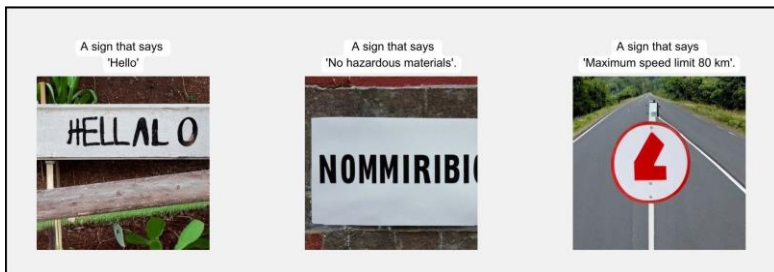 A sign that says
'Hello'
A sign that says
'No hazardous materials'.
A sign that says
'Maximum speed limit 80 km'.
HELLALO
NOMMIRIBIC